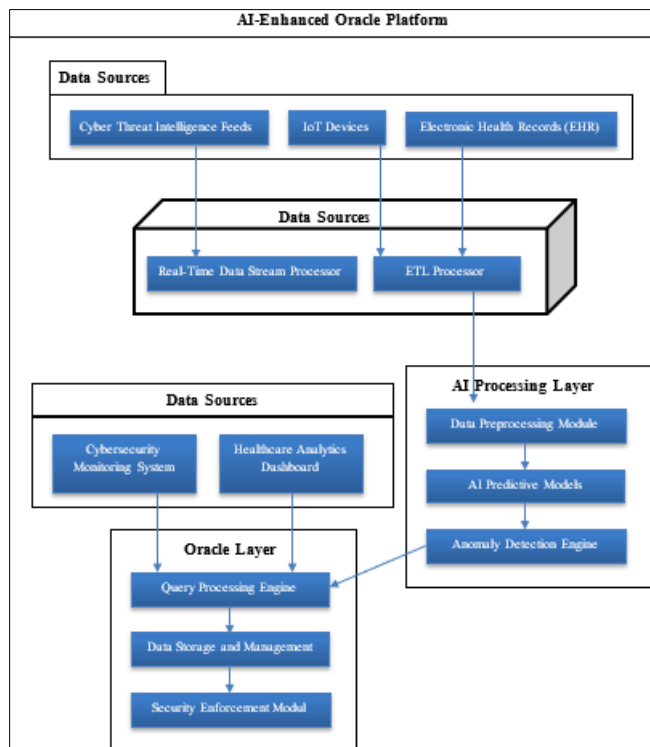 AI-Enhanced Oracle Platform
Data Sources
Cyber Threat Intelligence Feeds
IoT Devices
Electronic Health Records (EHR)
Data Sources
Real-Time Data Stream Processor
ETL Processor
AI Processing Layer
Data Preprocessing Module
AI Predictive Models
Anomaly Detection Engine
Data Sources
Cybersecurity
Monitoring System
Healthcare Analytics
Dashboard
Oracle Layer
Query Processing Engine
Data Storage and Management
Security Enforcement Modul